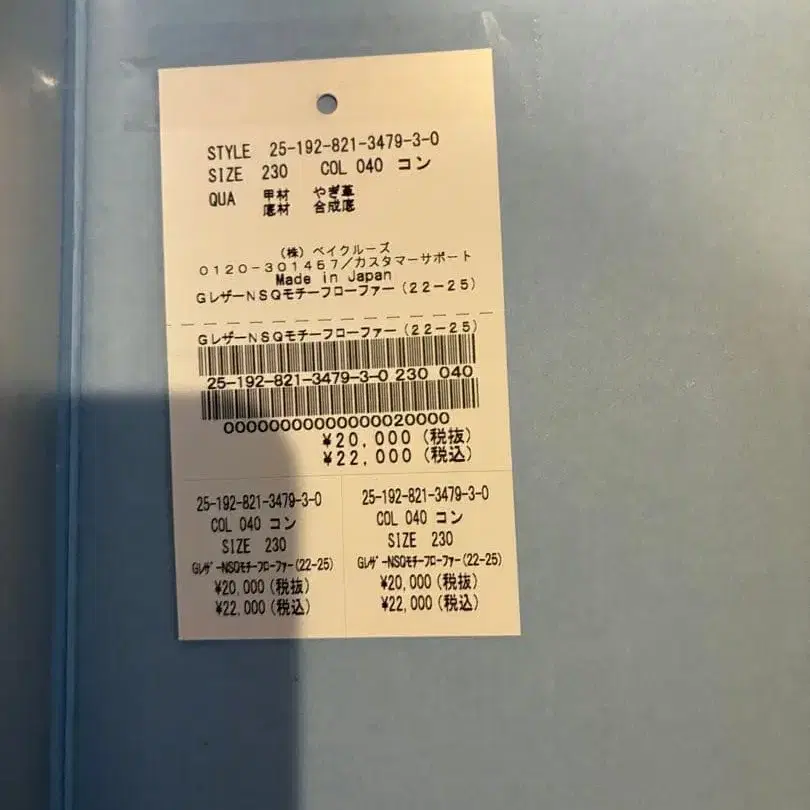 STYLE 25-192-821-3479-3-0
SIZE 230 COL 040 コン
QUA 甲材 やぎ革
底材 合成底
(株) ベイクルーズ
0120-301457/カスタマーサポート
Made in Japan
GレザーNSQモチーフローファー(22-25)
GレザーNSQモチーフローファー(22-25)
25-192-821-3479-3-0 230 040
00000000000000020000
¥20,000 (税抜)
¥22,000 (税込)
25-192-821-3479-3-0
COL 040 コン
SIZE 230
GレザーNSQモチーフローファー(22-25)
¥20,000 (税抜)
¥22,000 (税込)
25-192-821-3479-3-0
COL 040 コン
SIZE 230
GレザーNSQモチーフローファー(22-25)
¥20,000 (税抜)
¥22,000 (税込)